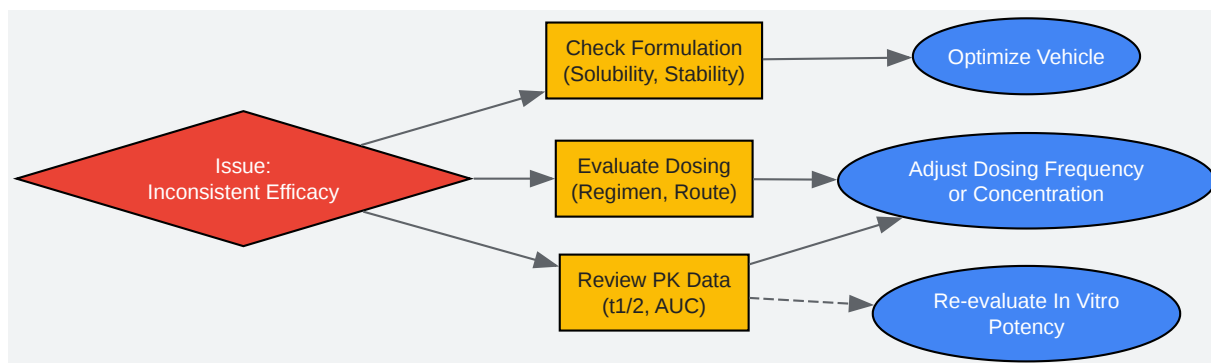 Issue:
Inconsistent Efficacy
Check Formulation
(Solubility, Stability)
Optimize Vehicle
Evaluate Dosing
(Regimen, Route)
Adjust Dosing Frequency
or Concentration
Review PK Data
(t1/2, AUC)
Re-evaluate In Vitro
Potency